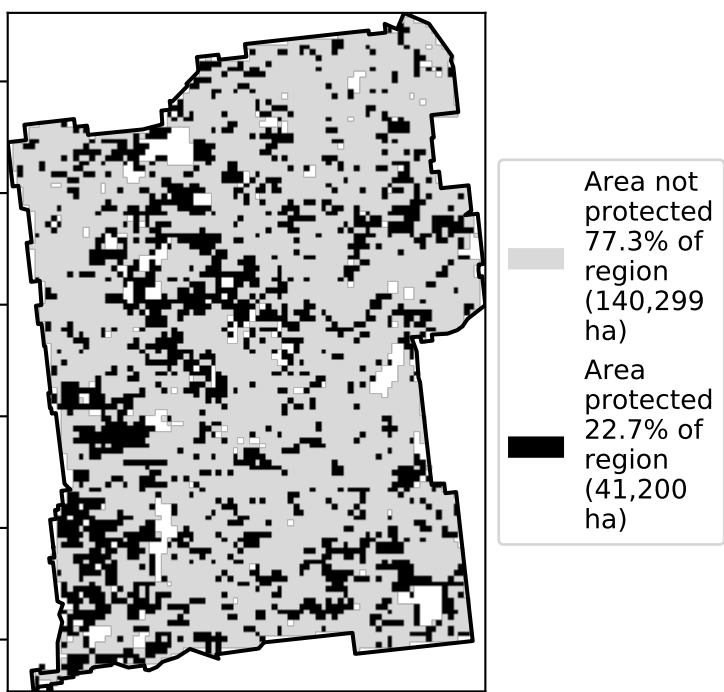 Area not
protected
77.3% of
region
(140,299
ha)
Area
protected
22.7% of
region
(41,200
ha)